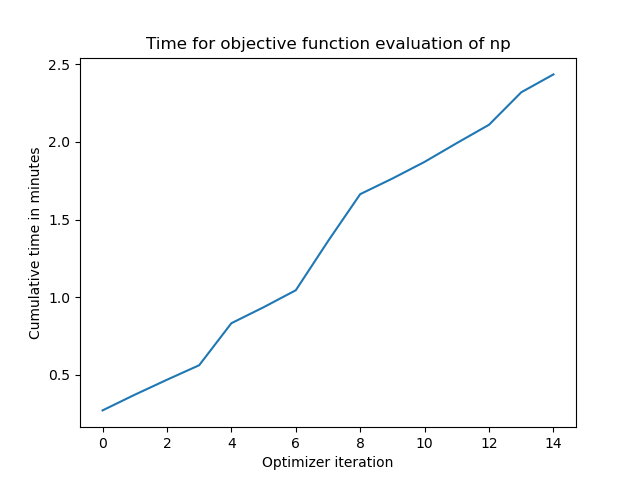 Time for objective function evaluation of np
Cumulative time in minutes
2.5
2.0
1.5
1.0
0.5
0 2 4 6 8 10 12 14
Optimizer iteration